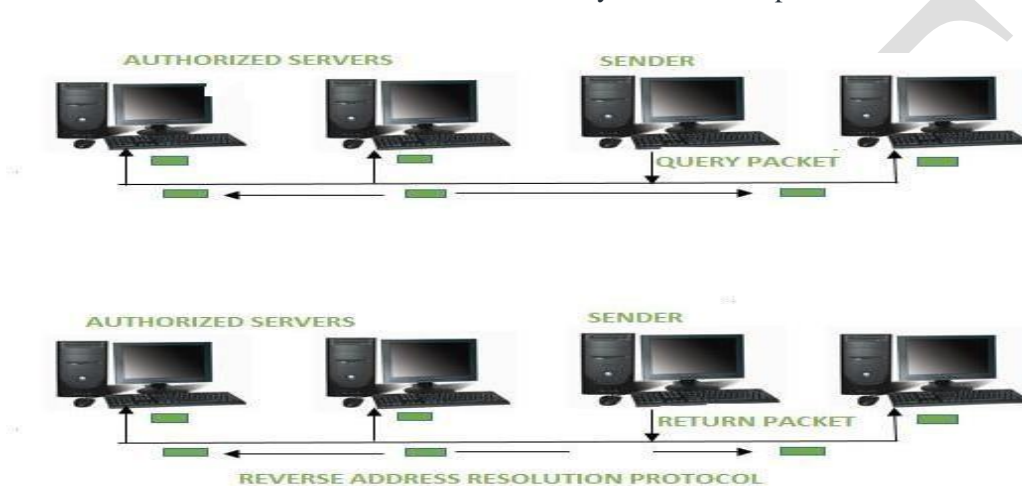 AUTHORIZED SERVERS SENDER
QUERY PACKET
AUTHORIZED SERVERS SENDER
RETURN PACKET
REVERSE ADDRESS RESOLUTION PROTOCOL